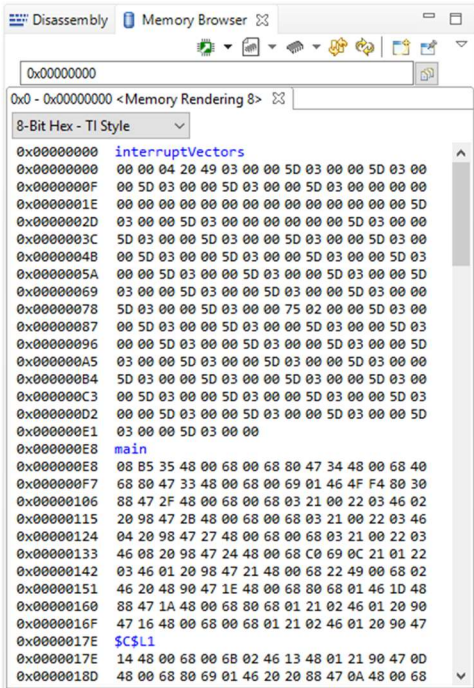 Disassembly Memory Browser
0x00000000
0x0 - 0x00000000 <Memory Rendering 8>
8-Bit Hex - TI Style
0x00000000 interruptVectors
0x00000000 00 00 04 20 49 03 00 00 5D 03 00 00 5D 03 00
0x0000000F 00 5D 03 00 00 5D 03 00 00 5D 03 00 00 00 00
0x0000001E 00 00 00 00 00 00 00 00 00 00 00 00 00 00 5D
0x0000002D 03 00 00 5D 03 00 00 00 00 00 00 5D 03 00 00
0x0000003C 5D 03 00 00 5D 03 00 00 5D 03 00 00 5D 03 00
0x0000004B 00 5D 03 00 00 5D 03 00 00 5D 03 00 00 5D 03
0x0000005A 00 00 5D 03 00 00 5D 03 00 00 5D 03 00 00 5D
0x00000069 03 00 00 5D 03 00 00 5D 03 00 00 5D 03 00 00
0x00000078 5D 03 00 00 5D 03 00 00 75 02 00 00 5D 03 00
0x00000087 00 5D 03 00 00 5D 03 00 00 5D 03 00 00 5D 03
0x00000096 00 00 5D 03 00 00 5D 03 00 00 5D 03 00 00 5D
0x000000A5 03 00 00 5D 03 00 00 5D 03 00 00 5D 03 00 00
0x000000B4 5D 03 00 00 5D 03 00 00 5D 03 00 00 5D 03 00
0x000000C3 00 5D 03 00 00 5D 03 00 00 5D 03 00 00 5D 03
0x000000D2 00 00 5D 03 00 00 5D 03 00 00 5D 03 00 00 5D
0x000000E1 03 00 00 5D 03 00 00
0x000000E8 main
0x000000E8 08 B5 35 48 00 68 00 68 80 47 34 48 00 68 40
0x000000F7 68 80 47 33 48 00 68 00 69 01 46 4F F4 80 30
0x00000106 88 47 2F 48 00 68 00 68 03 21 00 22 03 46 02
0x00000115 20 98 47 2B 48 00 68 00 68 03 21 00 22 03 46
0x00000124 04 20 98 47 27 48 00 68 00 68 03 21 00 22 03
0x00000133 46 08 20 98 47 24 48 00 68 C0 69 0C 21 01 22
0x00000142 03 46 01 20 98 47 21 48 00 68 22 49 00 68 02
0x00000151 46 20 48 90 47 1E 48 00 68 80 68 01 46 1D 48
0x00000160 88 47 1A 48 00 68 80 68 01 21 02 46 01 20 90
0x0000016F 47 16 48 00 68 00 68 01 21 02 46 01 20 90 47
0x0000017E $C$L1
0x0000017E 14 48 00 68 00 6B 02 46 13 48 01 21 90 47 0D
0x0000018D 48 00 68 80 69 01 46 20 20 88 47 0A 48 00 68